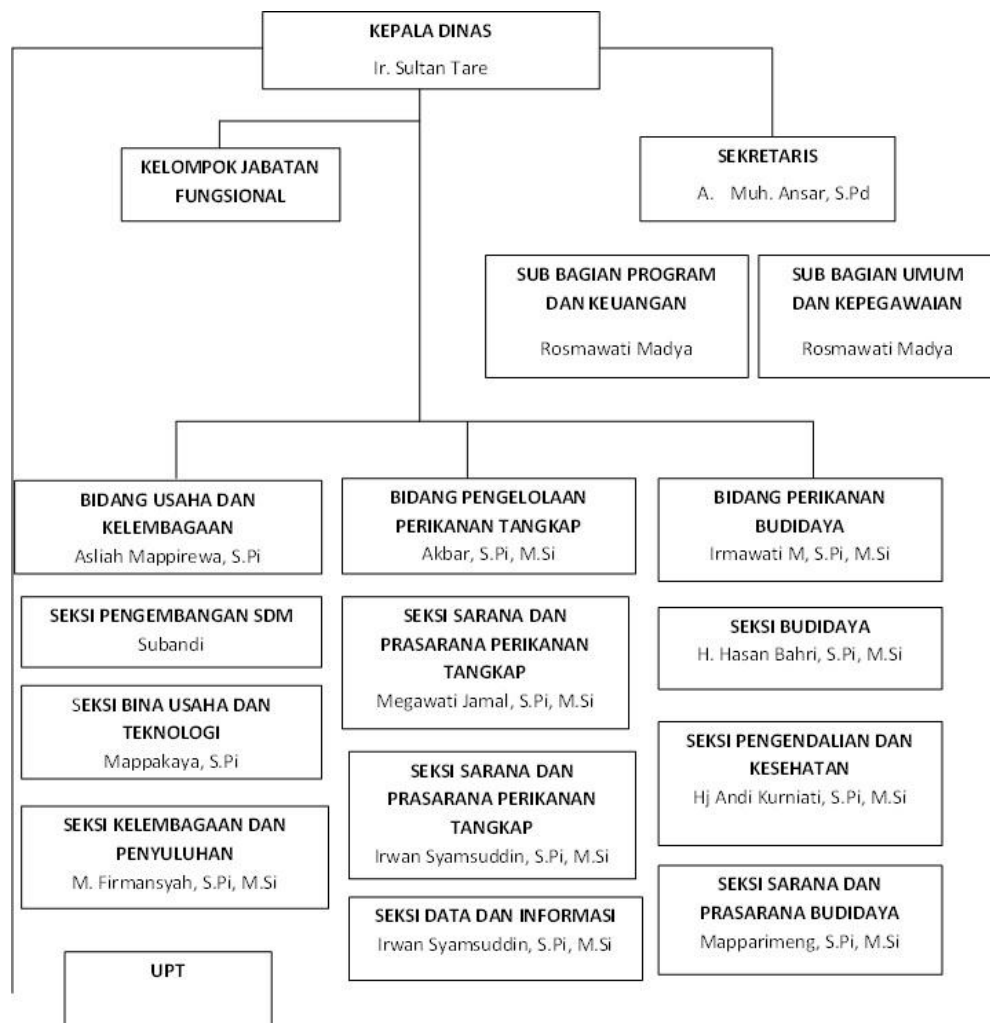 KEPALA DINAS
Ir. Sultan Tare
KELOMPOK JABATAN
FUNGSIONAL
SEKRETARIS
A. Muh. Ansar, S.Pd
SUB BAGIAN PROGRAM
DAN KEUANGAN
Rosmawati Madya
SUB BAGIAN UMUM
DAN KEPEGAWAIAN
Rosmawati Madya
BIDANG USAHA DAN
KELEMBAGAAN
Asliah Mappirewa, S.Pi
SEKSI PENGEMBANGAN SDM
Subandi
SEKSI BINA USAHA DAN
TEKNOLOGI
Mappakaya, S.Pi
SEKSI KELEMBAGAAN DAN
PENYULUHAN
M. Firmansyah, S.Pi, M.Si
UPT
BIDANG PENGELOLAAN
PERIKANAN TANGKAP
Akbar, S.Pi, M.Si
SEKSI SARANA DAN
PRASARANA PERIKANAN
TANGKAP
Megawati Jamal, S.Pi, M.Si
SEKSI SARANA DAN
PRASARANA PERIKANAN
TANGKAP
Irwan Syamsuddin, S.Pi, M.Si
SEKSI DATA DAN INFORMASI
Irwan Syamsuddin, S.Pi, M.Si
BIDANG PERIKANAN
BUDIDAYA
Irmawati M, S.Pi, M.Si
SEKSI BUDIDAYA
H. Hasan Bahri, S.Pi, M.Si
SEKSI PENGENDALIAN DAN
KESEHATAN
Hj Andi Kurniati, S.Pi, M.Si
SEKSI SARANA DAN
PRASARANA BUDIDAYA
Mapparimeng, S.Pi, M.Si